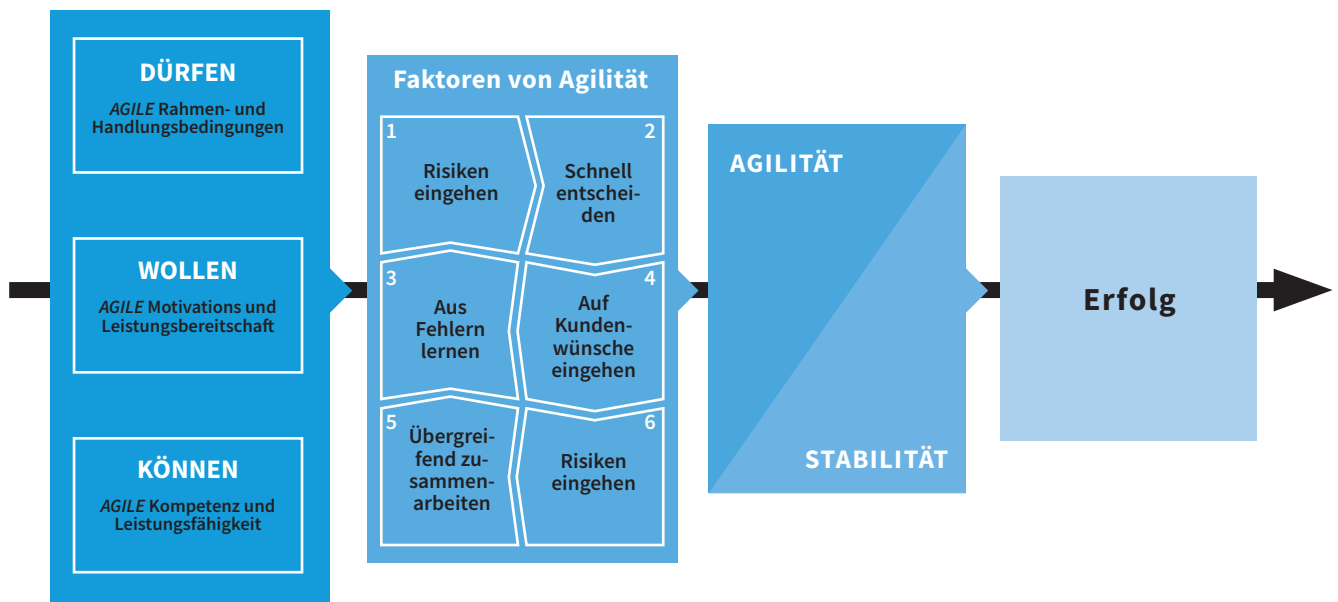 DÜRFEN
AGILE Rahmen- und
Handlungsbedingungen
WOLLEN
AGILE Motivations und
Leistungsbereitschaft
KÖNNEN
AGILE Kompetenz und
Leistungsfähigkeit
Faktoren von Agilität
1
Risiken
eingehen
2
Schnell
entschei-
den
3
Aus
Fehlern
lernen
4
Auf
Kunden-
wünsche
eingehen
5
Übergrei-
fend zu-
sammen-
arbeiten
6
Risiken
eingehen
AGILITÄT
STABILITÄT
Erfolg